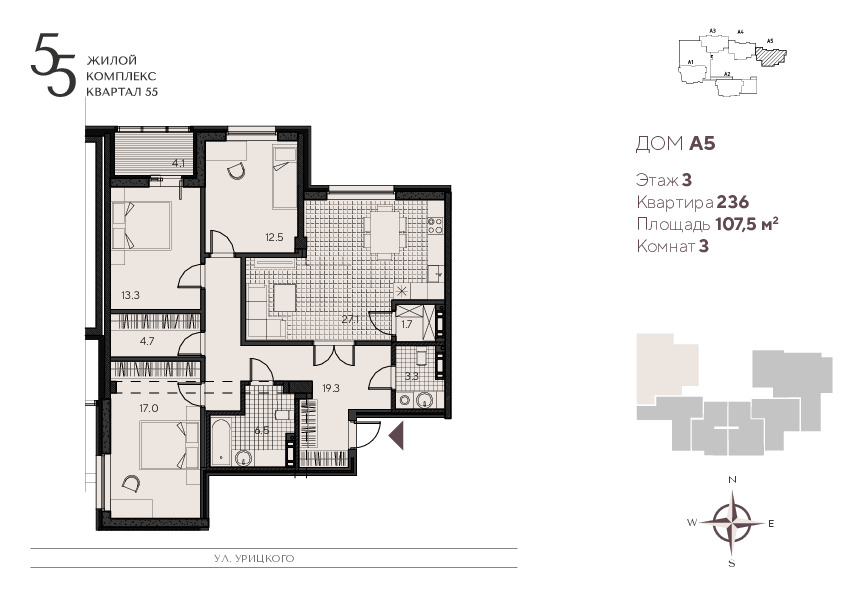 55
ЖИЛОЙ
КОМПЛЕКС
КВАРТАЛ 55
A3
A4
A5
A1
A2
ДОМ A5
Этаж 3
Квартира 236
Площадь 107,5 м²
Комнат 3
4.1
12.5
13.3
27.1
1.7
4.7
3.3
19.3
17.0
6.5
N
W
E
S
УЛ. УРИЦКОГО